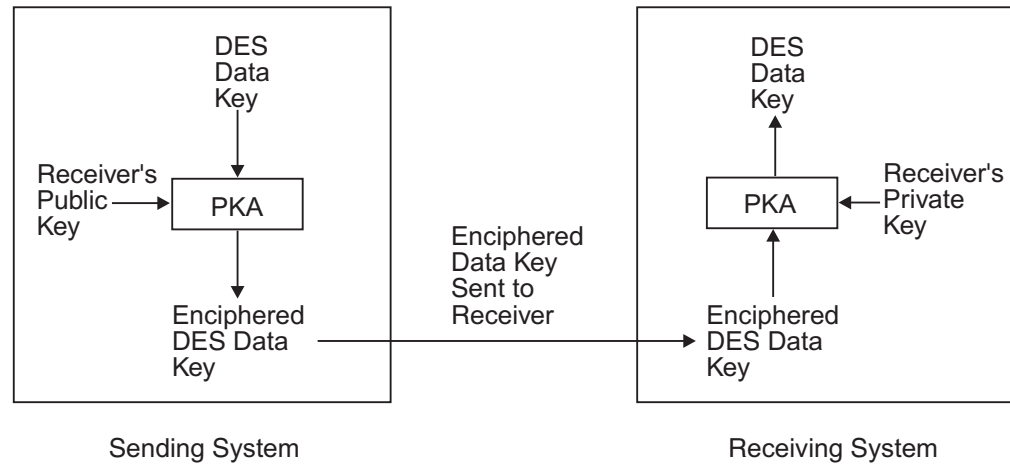 DES
Data
Key
Receiver's
Public
Key
PKA
Enciphered
DES Data
Key
Enciphered
Data Key
Sent to
Receiver
DES
Data
Key
PKA
Receiver's
Private
Key
Enciphered
DES Data
Key
Sending System
Receiving System